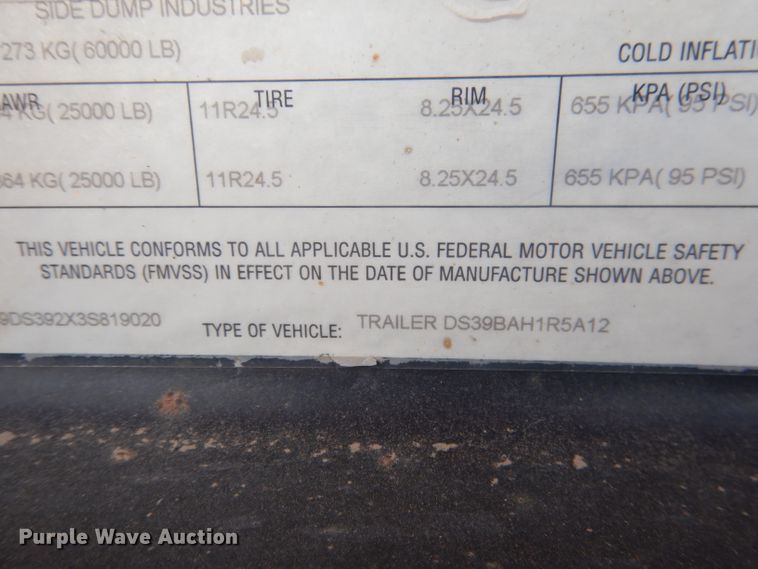 SIDE DUMP INDUSTRIES
273 KG( 60000 LB)
COLD INFLATI
AWR TIRE RIM KPA (PSI)
4 KG( 25000 LB) 11R24.5 8.25X24.5 655 KPA( 95 PSI)
364 KG( 25000 LB) 11R24.5 8.25X24.5 655 KPA( 95 PSI)
THIS VEHICLE CONFORMS TO ALL APPLICABLE U.S. FEDERAL MOTOR VEHICLE SAFETY
STANDARDS (FMVSS) IN EFFECT ON THE DATE OF MANUFACTURE SHOWN ABOVE.
9DS392X3S819020 TYPE OF VEHICLE: TRAILER DS39BAH1R5A12
Purple Wave Auction